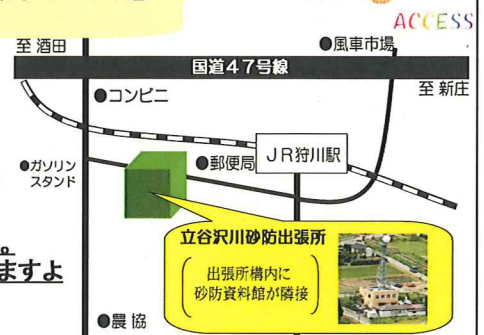 ACCESS
至 酒田
●風車市場
国道47号線
至 新庄
●コンビニ
●郵便局
JR狩川駅
●ガソリン
スタンド
立谷沢川砂防出張所
出張所構内に
砂防資料館が隣接
ますよ
●農協